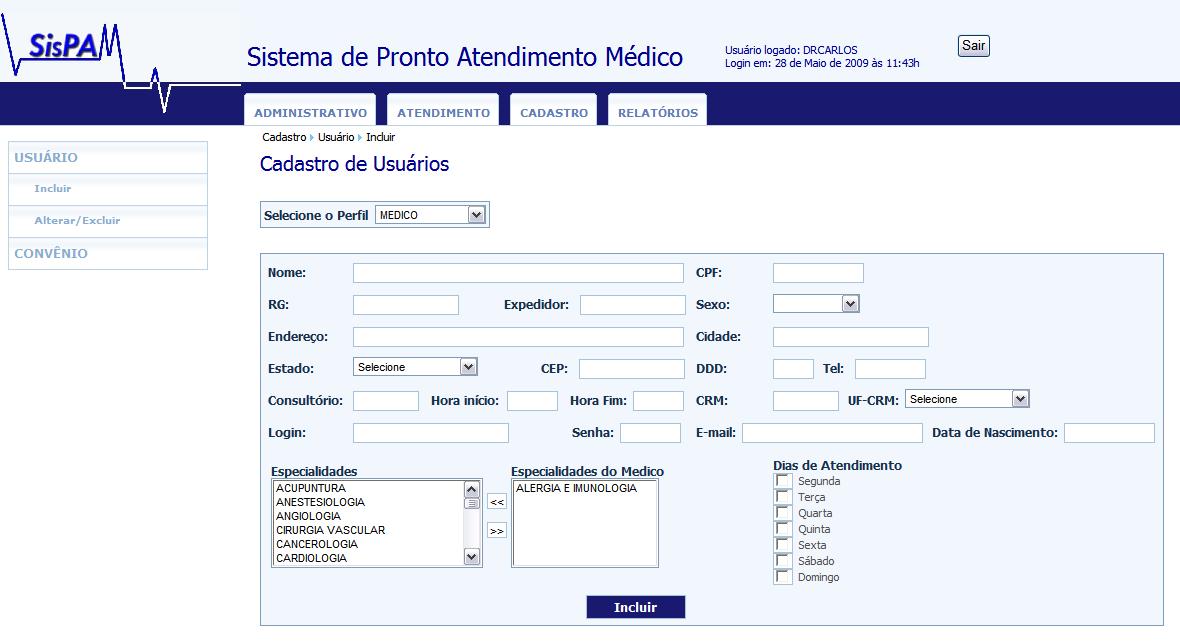 SisPA
Sistema de Pronto Atendimento Médico
Usuário logado: DRCARLOS
Login em: 28 de Maio de 2009 às 11:43h
Sair
ADMINISTRATIVO ATENDIMENTO CADASTRO RELATÓRIOS
Cadastro Usuário Incluir
USUÁRIO
Incluir
Alterar/Excluir
CONVÊNIO
Cadastro de Usuários
Selecione o Perfil MEDICO
Nome: CPF:
RG: Expedidor: Sexo:
Endereço: Cidade:
Estado: Selecione CEP: DDD: Tel:
Consultório: Hora início: Hora Fim: CRM: UF-CRM: Selecione
Login: Senha: E-mail: Data de Nascimento:
Especialidades
ACUPUNTURA
ANESTESIOLOGIA
ANGIOLOGIA
CIRURGIA VASCULAR
CANCEROLOGIA
CARDIOLOGIA
<<
>>
Especialidades do Medico
ALERGIA E IMUNOLOGIA
Dias de Atendimento
Segunda
Terça
Quarta
Quinta
Sexta
Sábado
Domingo
Incluir